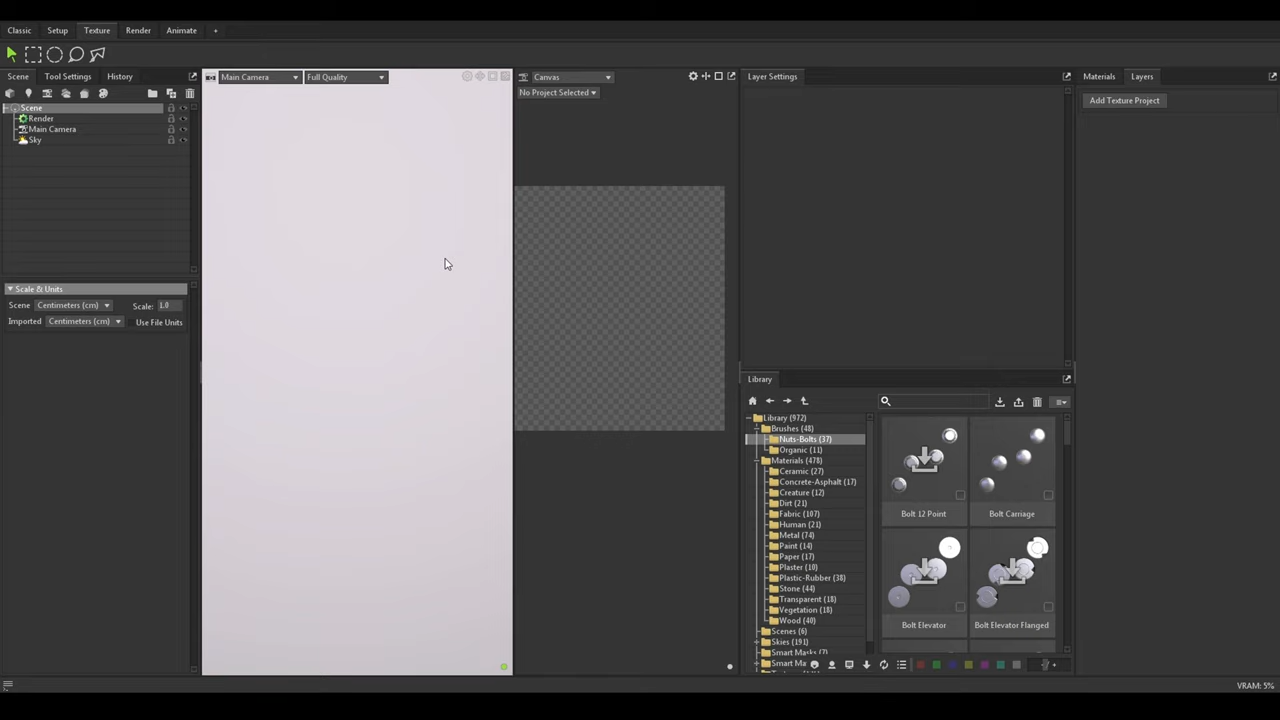 Classic Setup Texture Render Animate +
Scene Tool Settings History
Scene
Render
Main Camera
Sky
Scale & Units
Scene Centimeters (cm) Scale: 1.0
Imported Centimeters (cm) Use File Units
Main Camera Full Quality
Canvas
No Project Selected
Layer Settings
Materials Layers
Add Texture Project
Library
Library (972)
Brushes (48)
Nuts-Bolts (37)
Organic (11)
Materials (478)
Ceramic (27)
Concrete-Asphalt (17)
Creature (12)
Dirt (21)
Fabric (107)
Human (21)
Metal (74)
Paint (14)
Paper (17)
Plaster (10)
Plastic-Rubber (38)
Stone (44)
Transparent (18)
Vegetation (18)
Wood (40)
Scenes (6)
Skies (191)
Smart Masks (7)
Smart Ma
Bolt 12 Point
Bolt Carriage
Bolt Elevator
Bolt Elevator Flanged
VRAM: 5%